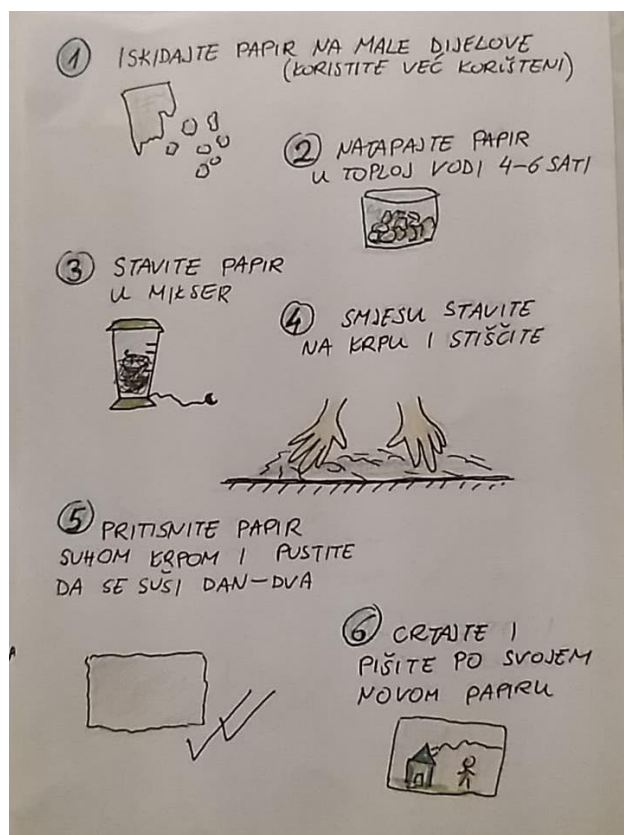 1 ISKIDAJTE PAPIR NA MALE DIJELOVE
(KORISTITE VEĆ KORIŠTENI)
2 NATAPAJTE PAPIR
U TOPLOJ VODI 4-6 SATI
3 STAVITE PAPIR
U MIKSER
4 SMJESU STAVITE
NA KRPU I STIŠĆITE
5 PRITISNITE PAPIR
SUHOM KRPOM I PUSTITE
DA SE SUŠI DAN-DVA
6 CRTAJTE I
PIŠITE PO SVOJEM
NOVOM PAPIRU